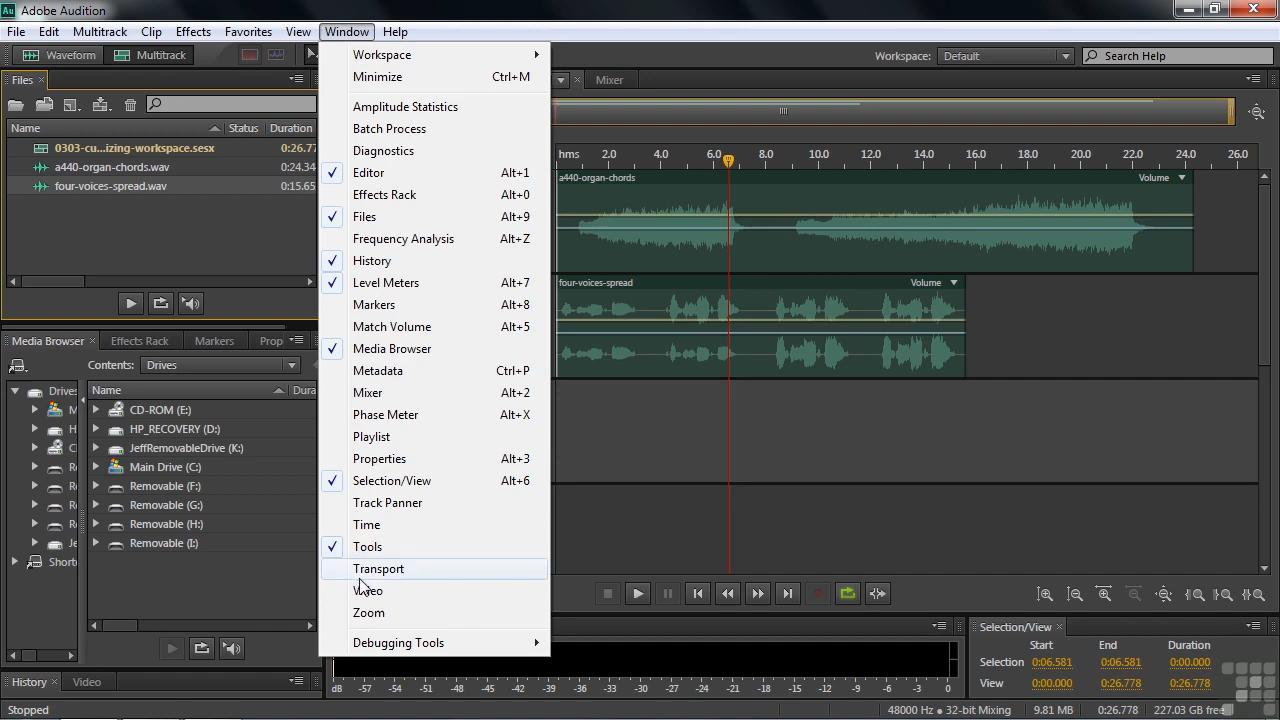 Au Adobe Audition
File Edit Multitrack Clip Effects Favorites View Window Help
Waveform Multitrack
Workspace: Default
Search Help
Files
Name Status Duration
0303-cu...izing-workspace.sesx 0:26.77
a440-organ-chords.wav 0:24.34
four-voices-spread.wav 0:15.65
Media Browser Effects Rack Markers Prop
Contents: Drives
Drive
M
H
C
R
R
R
R
Je
Shorto
Name Dura
CD-ROM (E:)
HP_RECOVERY (D:)
JeffRemovableDrive (K:)
Main Drive (C:)
Removable (F:)
Removable (G:)
Removable (H:)
Removable (I:)
History Video
Stopped
Workspace
Minimize Ctrl+M
Amplitude Statistics
Batch Process
Diagnostics
Editor Alt+1
Effects Rack Alt+0
Files Alt+9
Frequency Analysis Alt+Z
History
Level Meters Alt+7
Markers Alt+8
Match Volume Alt+5
Media Browser
Metadata Ctrl+P
Mixer Alt+2
Phase Meter Alt+X
Playlist
Properties Alt+3
Selection/View Alt+6
Track Panner
Time
Tools
Transport
Video
Zoom
Debugging Tools
Mixer
hms 2.0 4.0 6.0 8.0 10.0 12.0 14.0 16.0 18.0 20.0 22.0 24.0 26.0
a440-organ-chords Volume
four-voices-spread Volume
dB -57 -54 -51 -48 -45 -42 -39 -36 -33 -30 -27 -24 -21 -18 -15 -12 -9 -6 -3 0
Selection/View
Start End Duration
Selection 0:06.581 0:06.581 0:00.000
View 0:00.000 0:26.778 0:26.778
48000 Hz ● 32-bit Mixing 9.81 MB 0:26.778 227.03 GB free